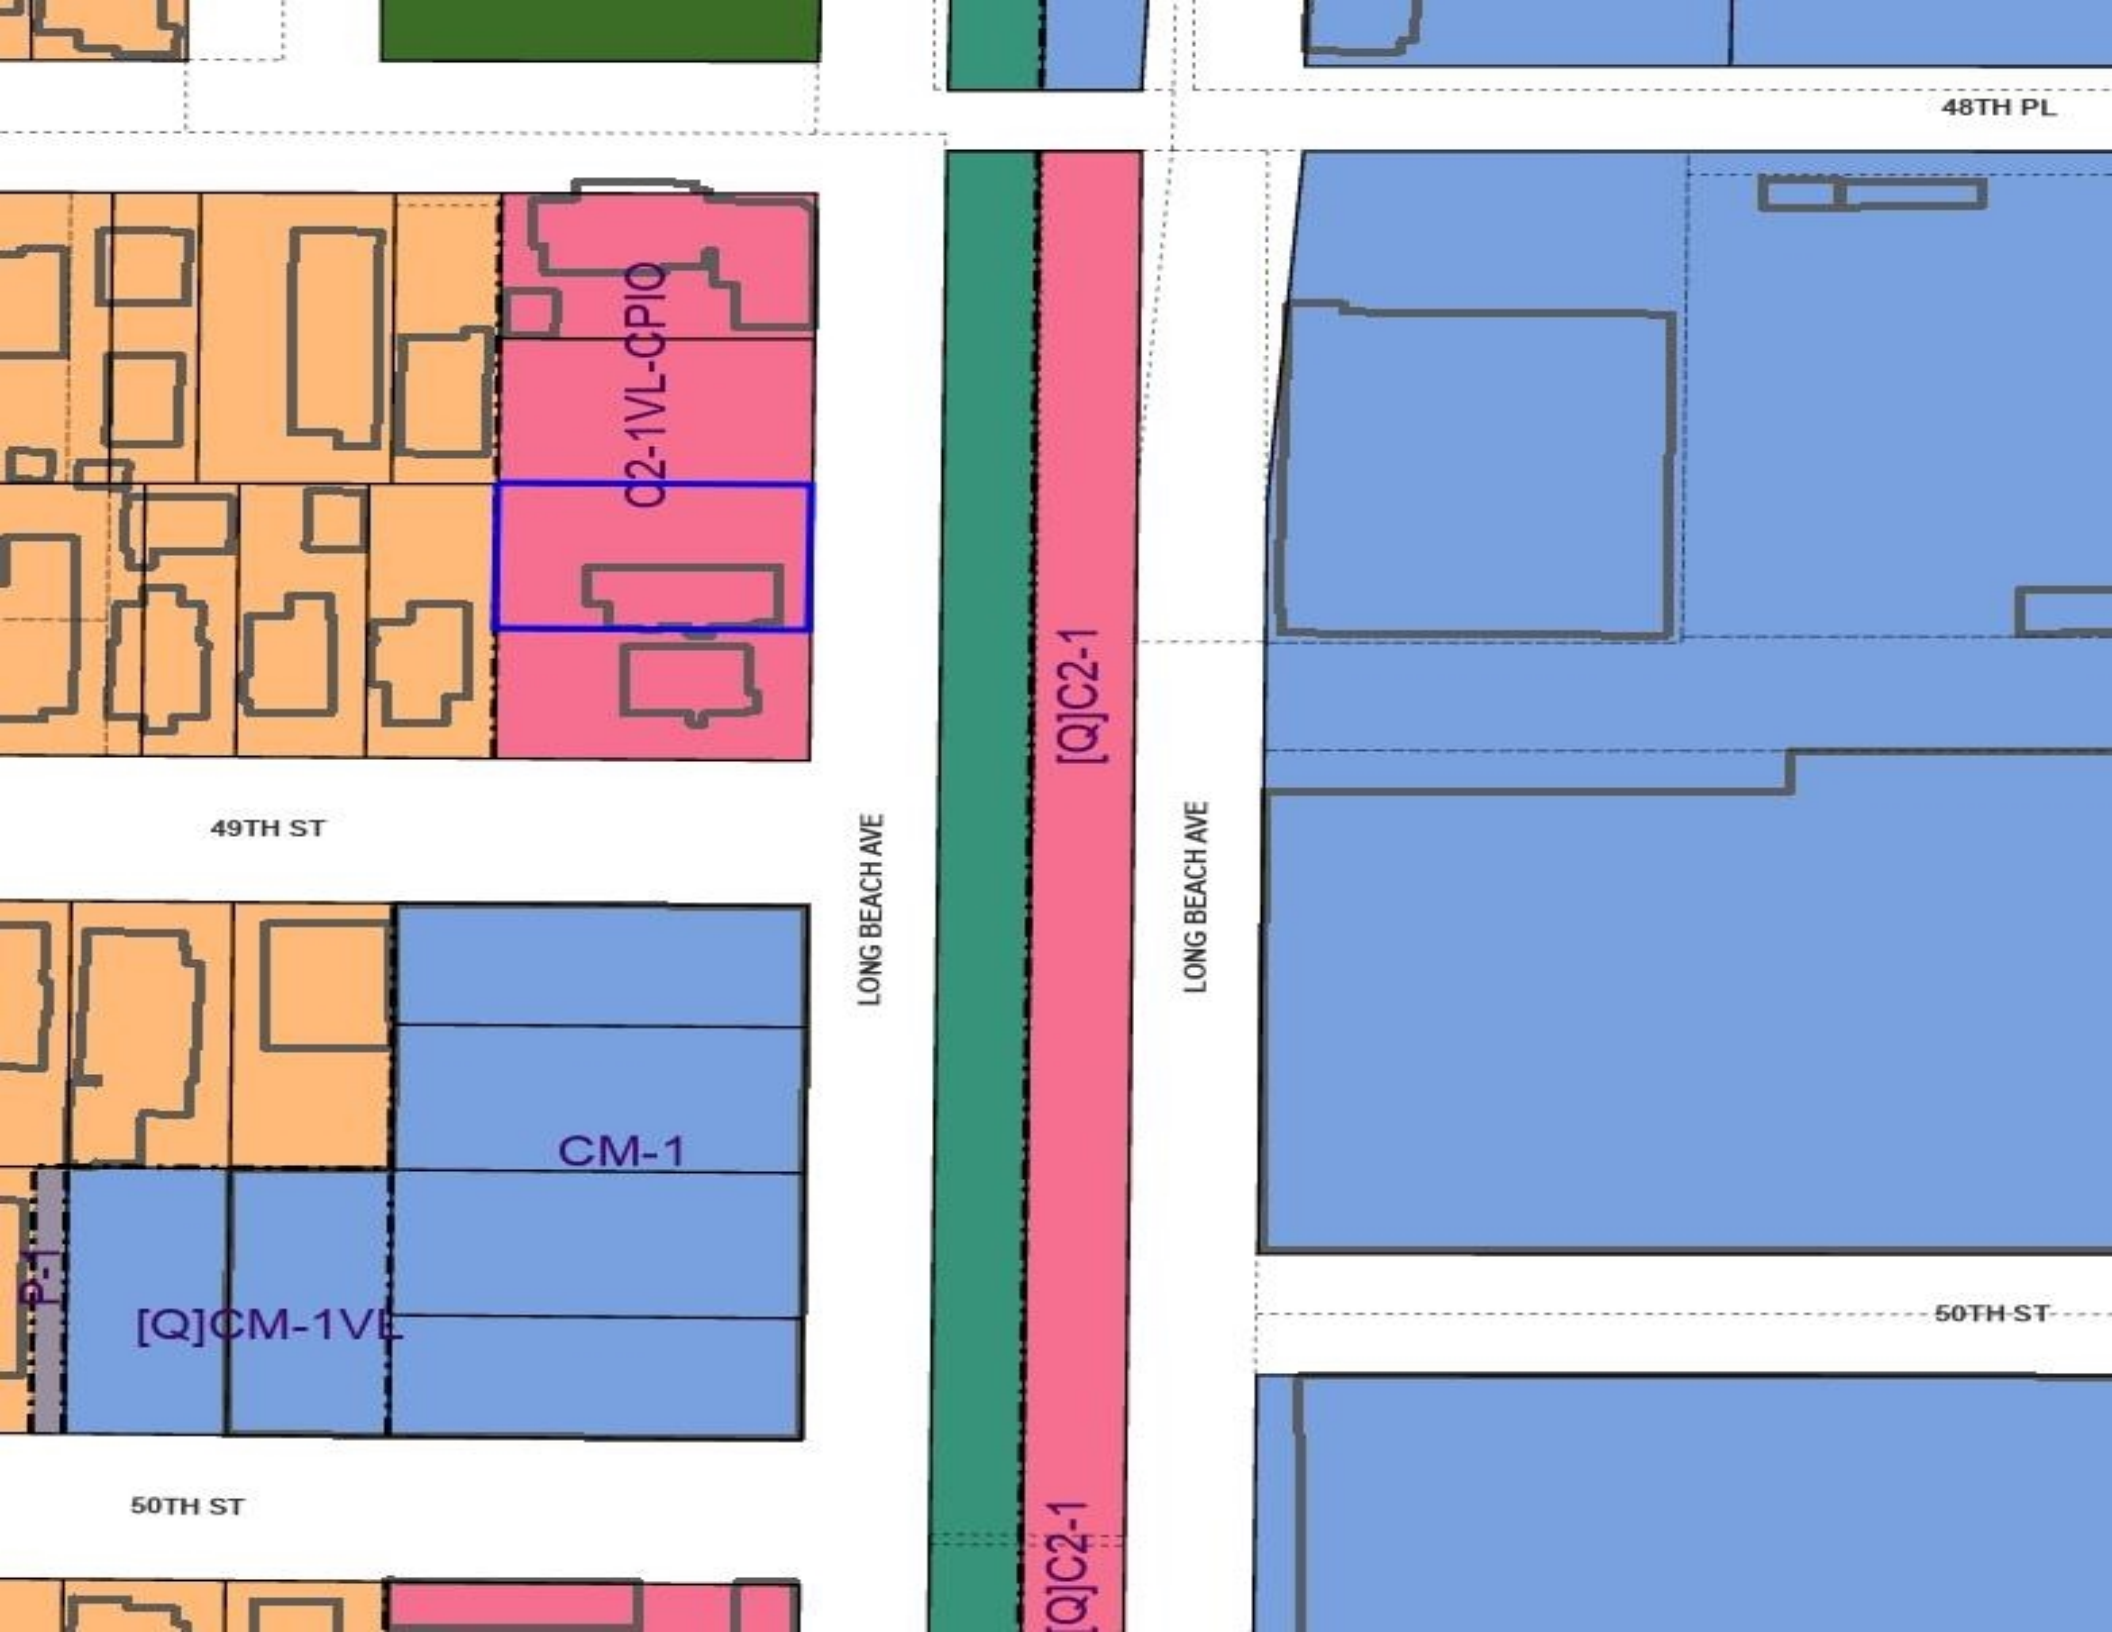 48TH PL
C2-1VL-CPIO
[Q]C2-1
49TH ST
LONG BEACH AVE
LONG BEACH AVE
CM-1
P-1
[Q]CM-1VL
50TH ST
50TH ST
[Q]C2-1